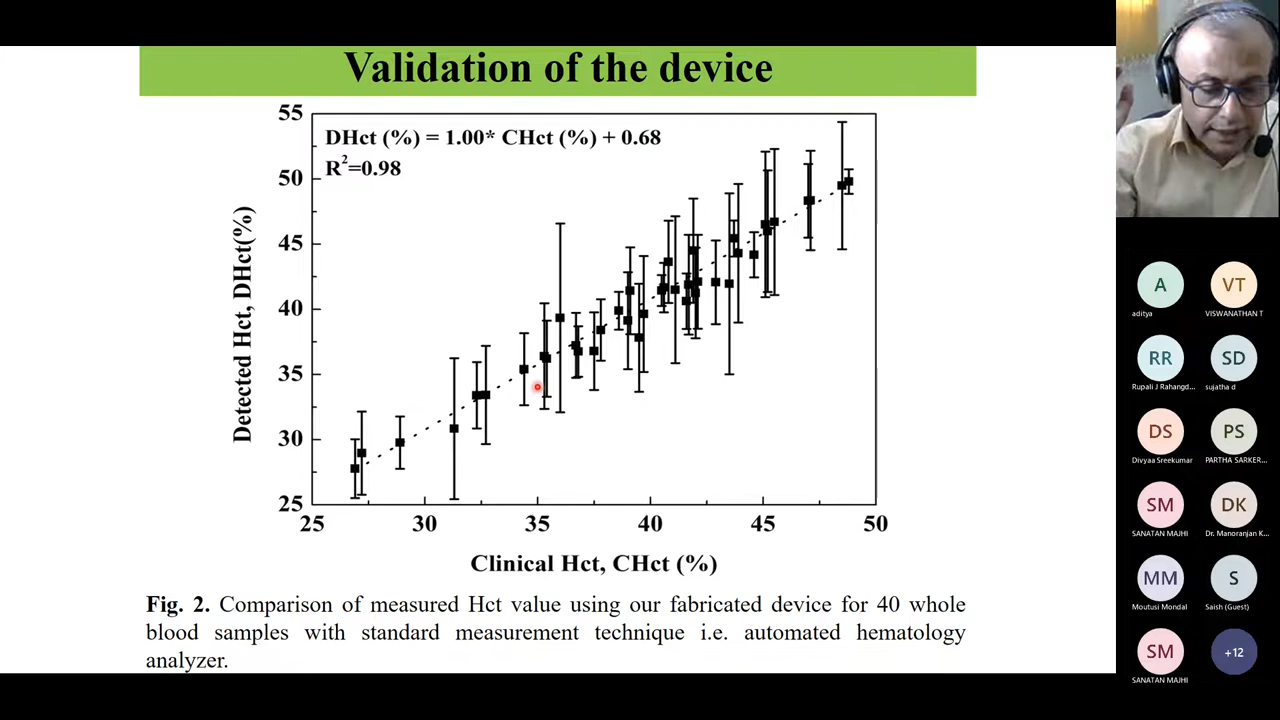 Validation of the device
DHct (%) = 1.00* CHct (%) + 0.68
R²=0.98
55
50
45
40
35
30
25
Detected Hct, DHct(%)
25 30 35 40 45 50
Clinical Hct, CHct (%)
Fig. 2. Comparison of measured Hct value using our fabricated device for 40 whole
blood samples with standard measurement technique i.e. automated hematology
analyzer.
A VT
aditya VISWANATHAN T
RR SD
Rupali J Rahangd... sujatha d
DS PS
Divyaa Sreekumar PARTHA SARKER...
SM DK
SANATAN MAJHI Dr. Manoranjan K...
MM S
Moutusi Mondal Saish (Guest)
SM +12
SANATAN MAJHI